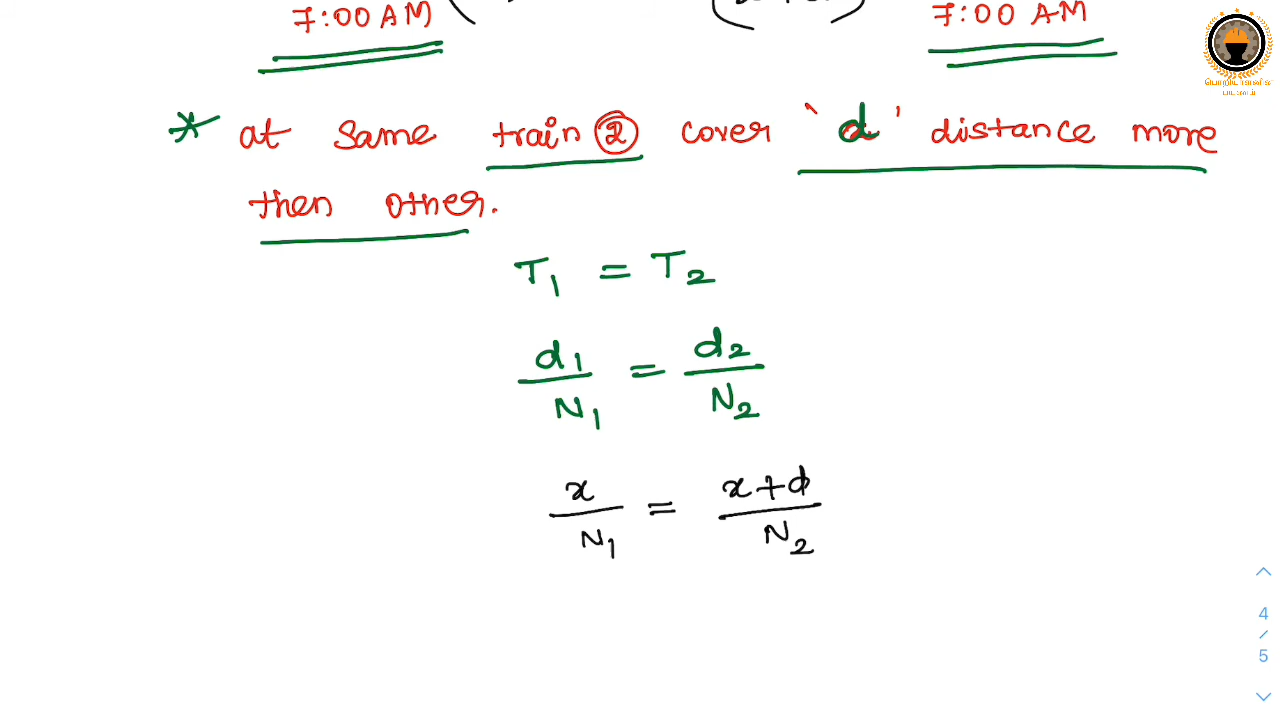 7:00 AM 7:00 AM
* at same train ② cover 'd' distance more
then other.
T₁ = T₂
d₁/N₁ = d₂/N₂
x/N₁ = x+d/N₂
4
/
5